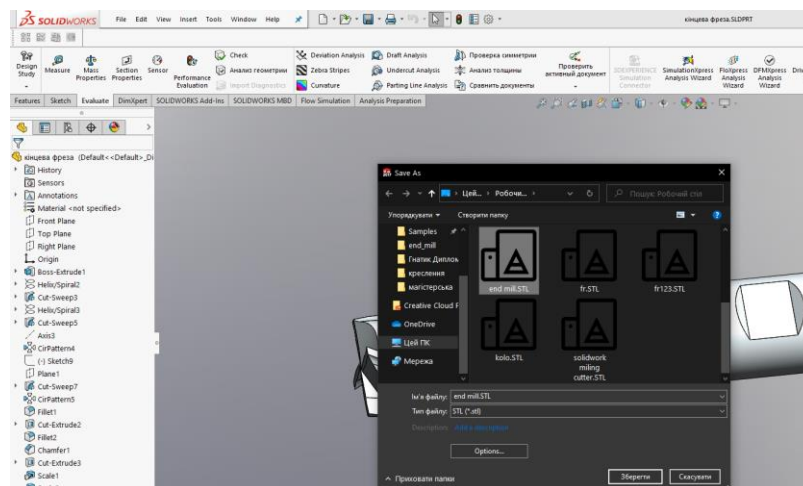 SOLIDWORKS File Edit View Insert Tools Window Help
кінцева фреза.SLDPRT
Design Study
Measure
Mass Properties
Section Properties
Sensor
Performance Evaluation
Check
Анализ геометрии
Import Diagnostics
Deviation Analysis
Zebra Stripes
Curvature
Draft Analysis
Undercut Analysis
Parting Line Analysis
Проверка симметрии
Анализ толщины
Сравнить документы
Проверить активный документ
3DEXPERIENCE Simulation Connector
SimulationXpress Analysis Wizard
FloXpress Analysis Wizard
DFMXpress Analysis Wizard
Features Sketch Evaluate DimXpert SOLIDWORKS Add-Ins SOLIDWORKS MBD Flow Simulation Analysis Preparation
кінцева фреза (Default<<Default>_Di
History
Sensors
Annotations
Material <not specified>
Front Plane
Top Plane
Right Plane
Origin
Boss-Extrude1
Helix/Spiral2
Cut-Sweep3
Helix/Spiral3
Cut-Sweep5
Axis3
CirPattern4
(-) Sketch9
Plane1
Cut-Sweep7
CirPattern5
Fillet1
Cut-Extrude2
Fillet2
Chamfer1
Cut-Extrude3
Scale1
Save As
Цей... Робочи...
Пошук: Робочий стіл
Упорядкувати Створити папку
Samples
end_mill
Гнатик Диплом
креслення
магістерська
Creative Cloud F
OneDrive
Цей ПК
Мережа
end mill.STL
fr.STL
fr123.STL
kolo.STL
solidwork miling cutter.STL
Ім'я файлу: end mill.STL
Тип файлу: STL (*.stl)
Description: Add a description
Options...
Приховати папки
Зберегти Скасувати